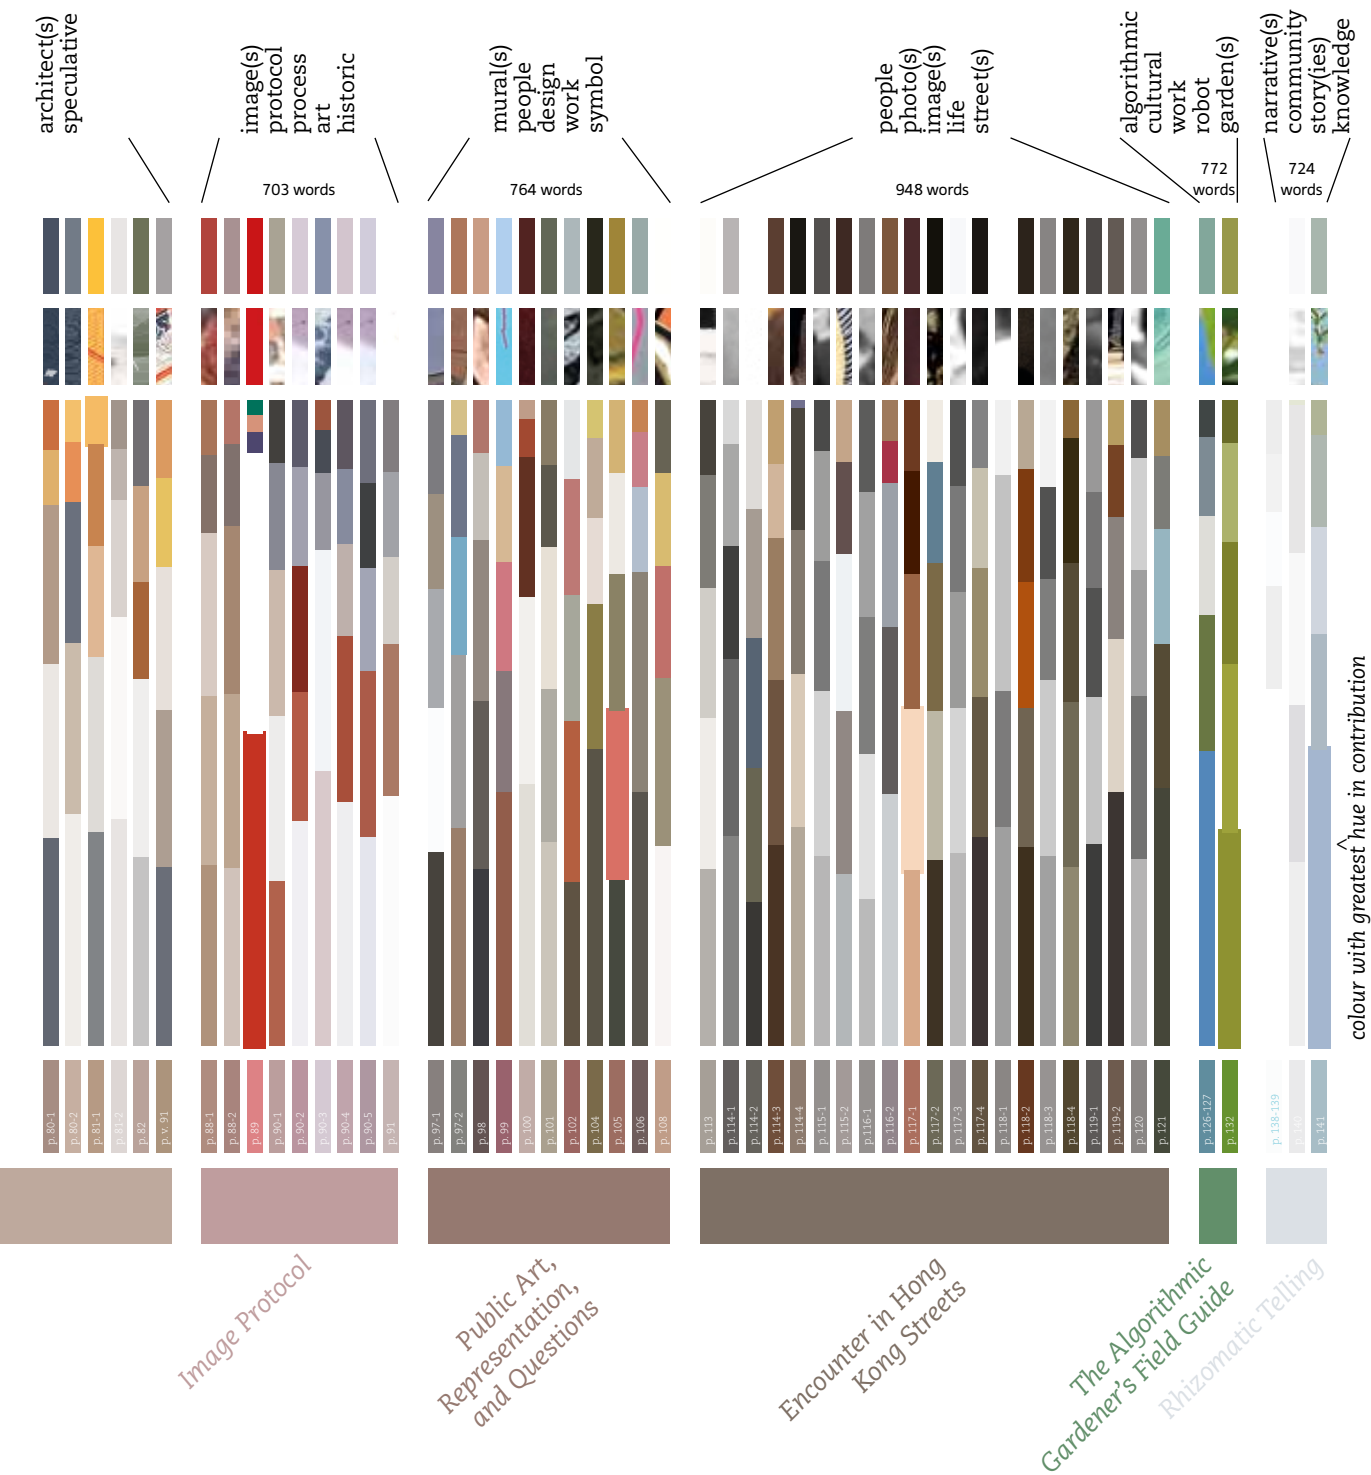 architect(s)
speculative
image(s)
protocol
process
art
historic
mural(s)
people
design
work
symbol
people
photo(s)
image(s)
life
street(s)
algorithmic
cultural
work
robot
garden(s)
narrative(s)
community
story(ies)
knowledge
703 words
764 words
948 words
772
words
724
words
colour with greatest hue in contribution
^
p. 80-1
p. 80-2
p. 81-1
p. 81-2
p. 82
p. v. 91
p. 88-1
p. 88-2
p. 89
p. 90-1
p. 90-2
p. 90-3
p. 90-4
p. 90-5
p. 91
p. 97-1
p. 97-2
p. 98
p. 99
p. 100
p. 101
p. 102
p. 104
p. 105
p. 106
p. 108
p. 113
p. 114-1
p. 114-2
p. 114-3
p. 114-4
p. 115-1
p. 115-2
p. 116-1
p. 116-2
p. 117-1
p. 117-2
p. 117-3
p. 117-4
p. 118-1
p. 118-2
p. 118-3
p. 118-4
p. 119-1
p. 119-2
p. 120
p. 121
p. 126-127
p. 132
p. 138-139
p. 140
p. 141
Image Protocol
Public Art,
Representation,
and Questions
Encounter in Hong
Kong Streets
The Algorithmic
Gardener's Field Guide
Rhizomatic Telling